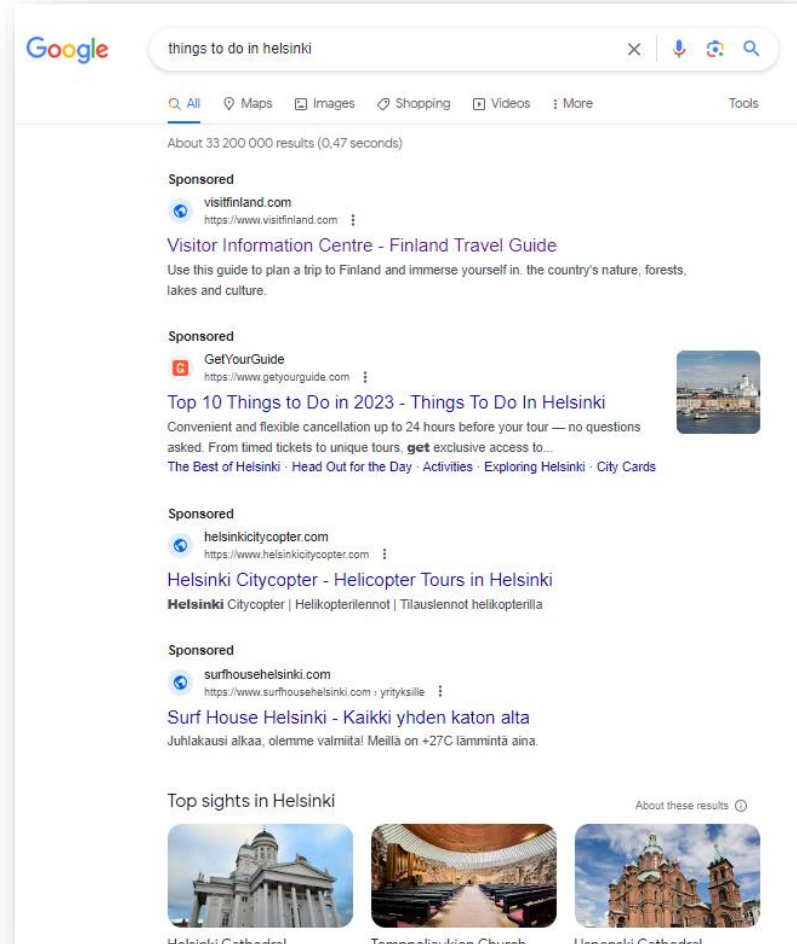 Google
things to do in helsinki
All Maps Images Shopping Videos More Tools
About 33 200 000 results (0,47 seconds)
Sponsored
visitfinland.com
https://www.visitfinland.com
Visitor Information Centre - Finland Travel Guide
Use this guide to plan a trip to Finland and immerse yourself in. the country's nature, forests,
lakes and culture.
Sponsored
G
GetYourGuide
https://www.getyourguide.com
Top 10 Things to Do in 2023 - Things To Do In Helsinki
Convenient and flexible cancellation up to 24 hours before your tour — no questions
asked. From timed tickets to unique tours, get exclusive access to...
The Best of Helsinki · Head Out for the Day · Activities · Exploring Helsinki · City Cards
Sponsored
helsinkicitycopter.com
https://www.helsinkicitycopter.com
Helsinki Citycopter - Helicopter Tours in Helsinki
Helsinki Citycopter | Helikopterilennot | Tilauslennot helikopterilla
Sponsored
surfhousehelsinki.com
https://www.surfhousehelsinki.com › yrityksille
Surf House Helsinki - Kaikki yhden katon alta
Juhlakausi alkaa, olemme valmiita! Meillä on +27C lämmintä aina.
Top sights in Helsinki
About these results
Helsinki Cathedral Temppeliaukion Church Uspenski Cathedral